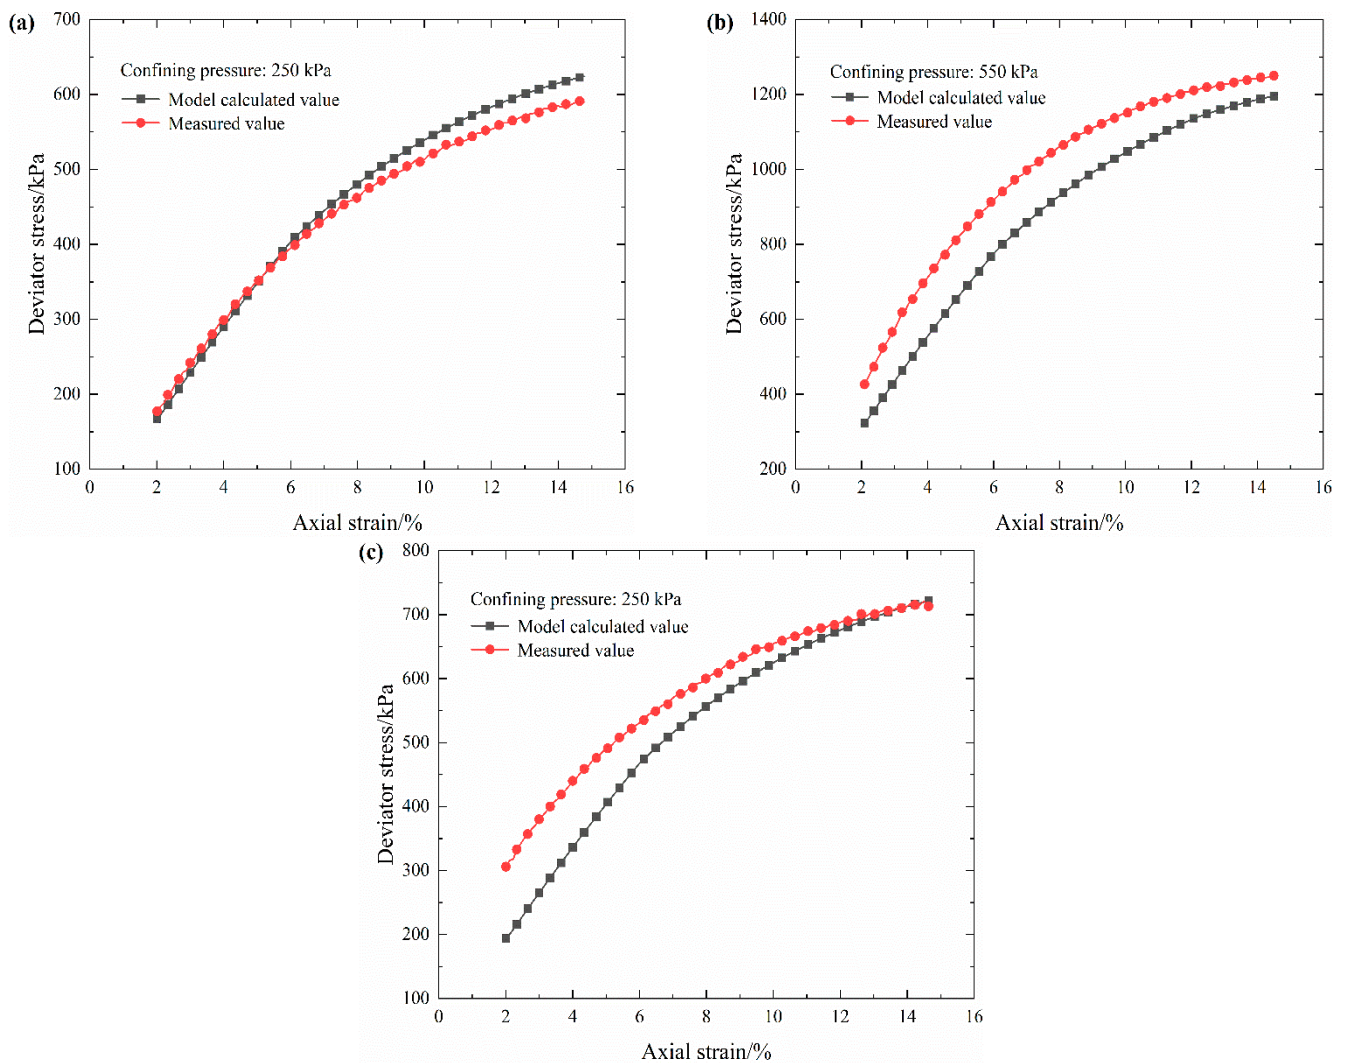 (a)
700
600
500
400
300
200
100
Deviator stress/kPa
Confining pressure: 250 kPa
Model calculated value
Measured value
0 2 4 6 8 10 12 14 16
Axial strain/%
(b)
1400
1200
1000
800
600
400
200
Deviator stress/kPa
Confining pressure: 550 kPa
Model calculated value
Measured value
0 2 4 6 8 10 12 14 16
Axial strain/%
(c)
800
700
600
500
400
300
200
100
Deviator stress/kPa
Confining pressure: 250 kPa
Model calculated value
Measured value
0 2 4 6 8 10 12 14 16
Axial strain/%